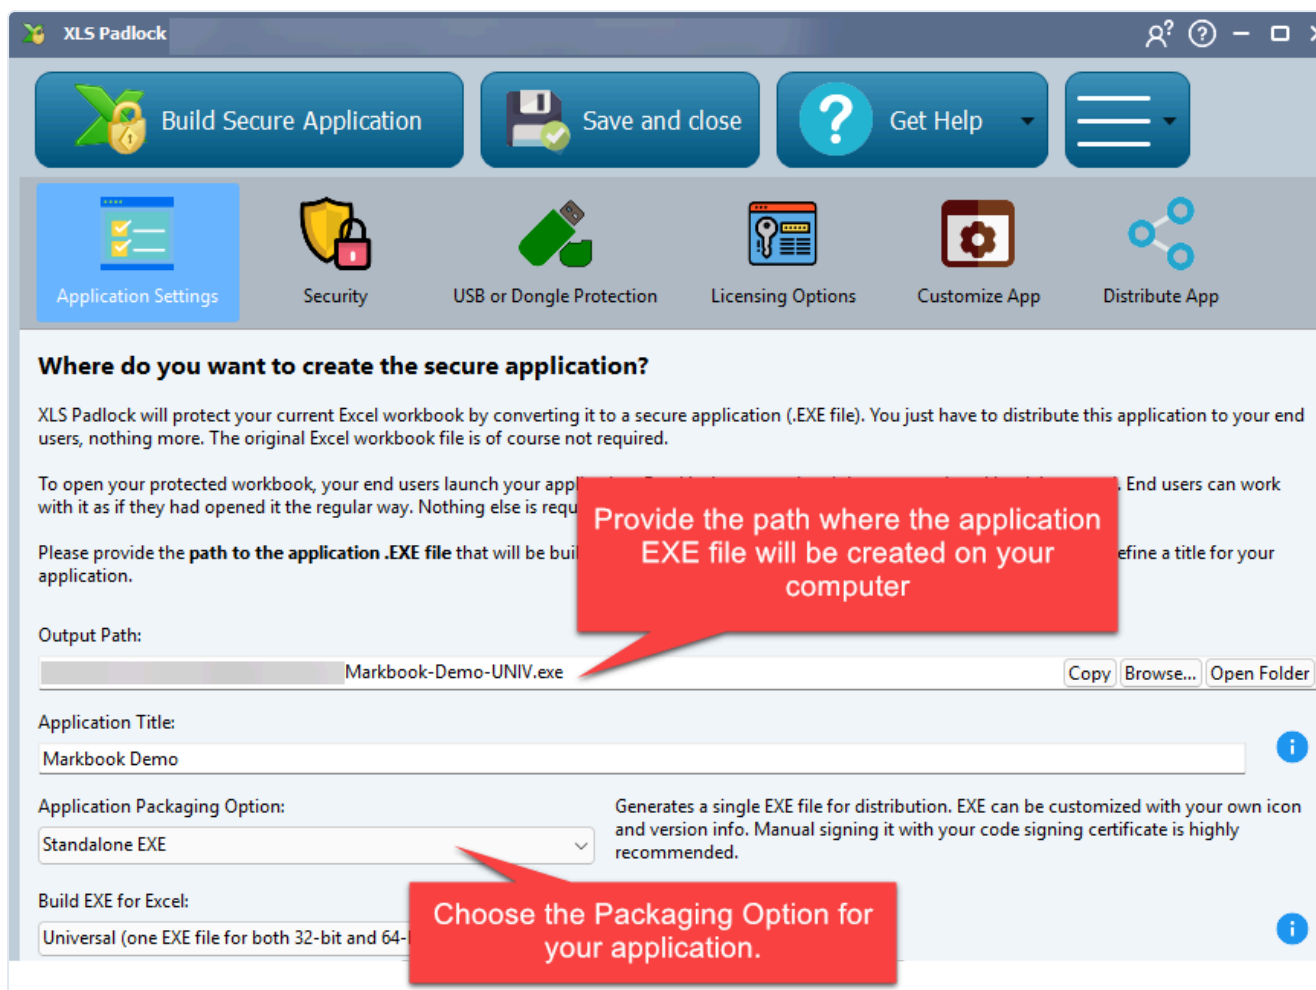 XLS Padlock
Build Secure Application
Save and close
Get Help
Application Settings
Security
USB or Dongle Protection
Licensing Options
Customize App
Distribute App
Where do you want to create the secure application?
XLS Padlock will protect your current Excel workbook by converting it to a secure application (.EXE file). You just have to distribute this application to your end
users, nothing more. The original Excel workbook file is of course not required.
To open your protected workbook, your end users launch your
. End users can work
with it as if they had opened it the regular way. Nothing else is
Please provide the path to the application .EXE file that will be
title for your
application.
Provide the path where the application
EXE file will be created on your
computer
Output Path:
Markbook-Demo-UNIV.exe
Copy
Browse...
Open Folder
Application Title:
Markbook Demo
Application Packaging Option:
Standalone EXE
Generates a single EXE file for distribution. EXE can be customized with your own icon
and version info. Manual signing it with your code signing certificate is highly
recommended.
Build EXE for Excel:
Universal (one EXE file for both 32-bit and
Choose the Packaging Option for
your application.